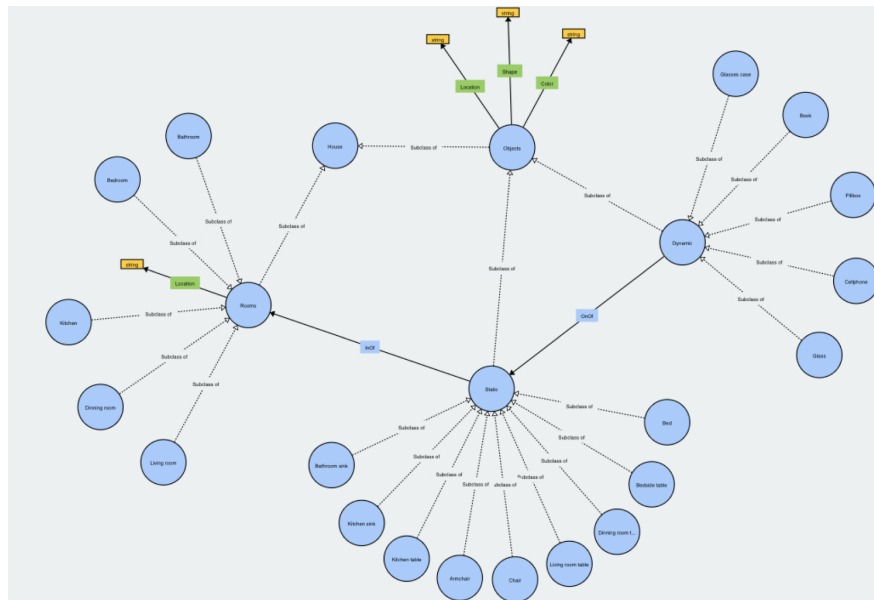 string
string
string
Location
Shape
Color
Glasses case
Book
Pillbox
Cellphone
Glass
Dynamic
Subclass of
Subclass of
Subclass of
Subclass of
Subclass of
Subclass of
Objects
Subclass of
House
Bathroom
Bedroom
Subclass of
Subclass of
Subclass of
string
Location
Rooms
Kitchen
Subclass of
Dinning room
Subclass of
Living room
Subclass of
InOf
OnOf
Subclass of
Static
Bathroom sink
Subclass of
Kitchen sink
Subclass of
Kitchen table
Subclass of
Armchair
Subclass of
Chair
Subclass of
Living room table
Subclass of
Dinning room t...
Subclass of
Bedside table
Subclass of
Bed
Subclass of